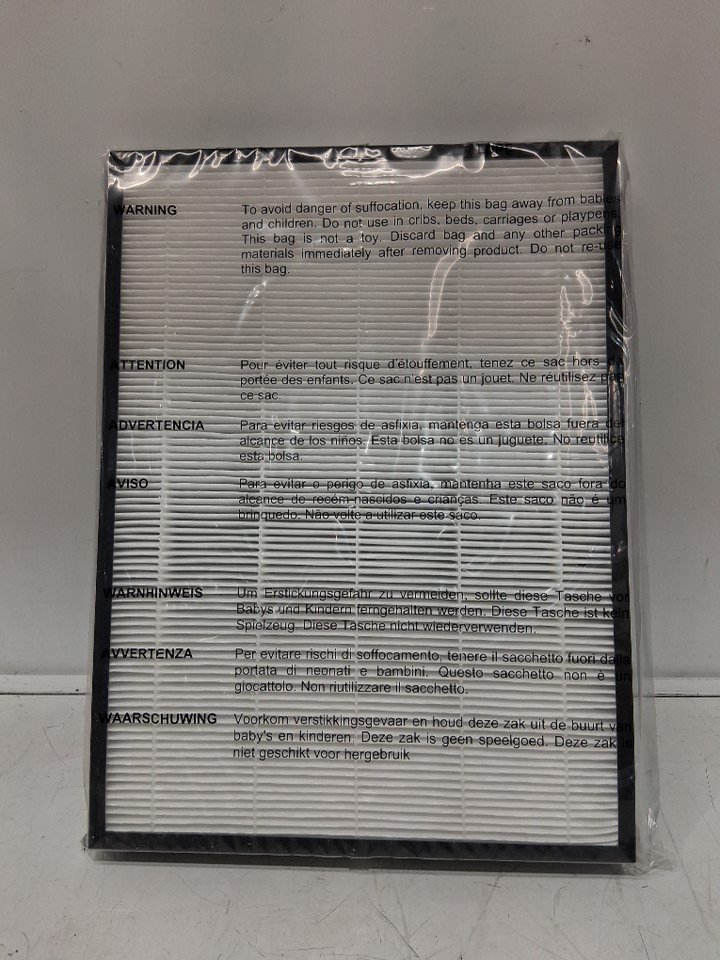 WARNING To avoid danger of suffocation, keep this bag away from babies
and children. Do not use in cribs, beds, carriages or playpens.
This bag is not a toy. Discard bag and any other packing
materials immediately after removing product. Do not re-use
this bag.
ATTENTION Pour éviter tout risque d'étouffement, tenez ce sac hors de
portée des enfants. Ce sac n'est pas un jouet. Ne réutilisez pas
ce sac.
ADVERTENCIA Para evitar riesgos de asfixia, mantenga esta bolsa fuera del
alcance de los niños. Esta bolsa no es un juguete. No reutilice
esta bolsa.
AVISO Para evitar o perigo de asfixia, mantenha este saco fora do
alcance de recém-nascidos e crianças. Este saco não é um
brinquedo. Não volte a utilizar este saco.
WARNHINWEIS Um Erstickungsgefahr zu vermeiden, sollte diese Tasche von
Babys und Kindern ferngehalten werden. Diese Tasche ist kein
Spielzeug. Diese Tasche nicht wiederverwenden.
AVVERTENZA Per evitare rischi di soffocamento, tenere il sacchetto fuori dalla
portata di neonati e bambini. Questo sacchetto non è un
giocattolo. Non riutilizzare il sacchetto.
WAARSCHUWING Voorkom verstikkingsgevaar en houd deze zak uit de buurt van
baby's en kinderen. Deze zak is geen speelgoed. Deze zak is
niet geschikt voor hergebruik